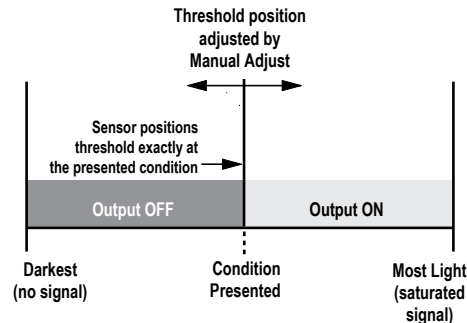 Threshold position
adjusted by
Manual Adjust
Sensor positions
threshold exactly at
the presented condition
Output OFF
Output ON
Darkest
(no signal)
Condition
Presented
Most Light
(saturated
signal)